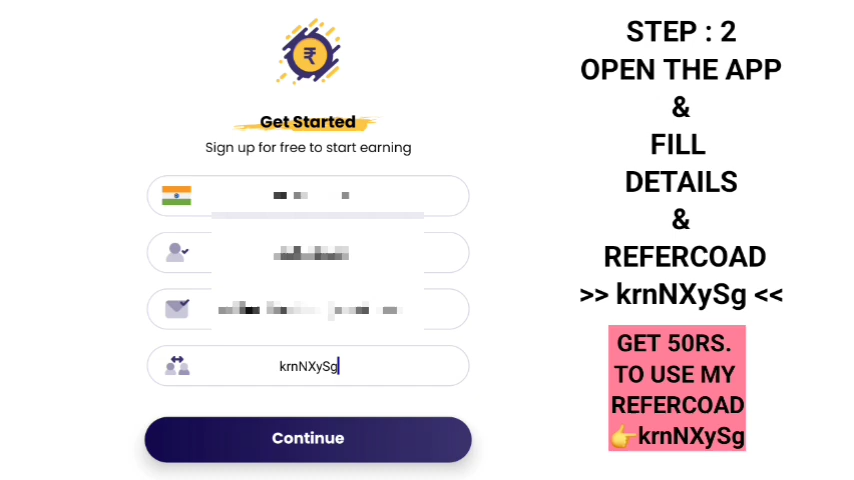 ₹
Get Started
Sign up for free to start earning
krnNXySg
Continue
STEP : 2
OPEN THE APP
&
FILL
DETAILS
&
REFERCOAD
>> krnNXySg <<
GET 50RS.
TO USE MY
REFERCOAD
👉krnNXySg